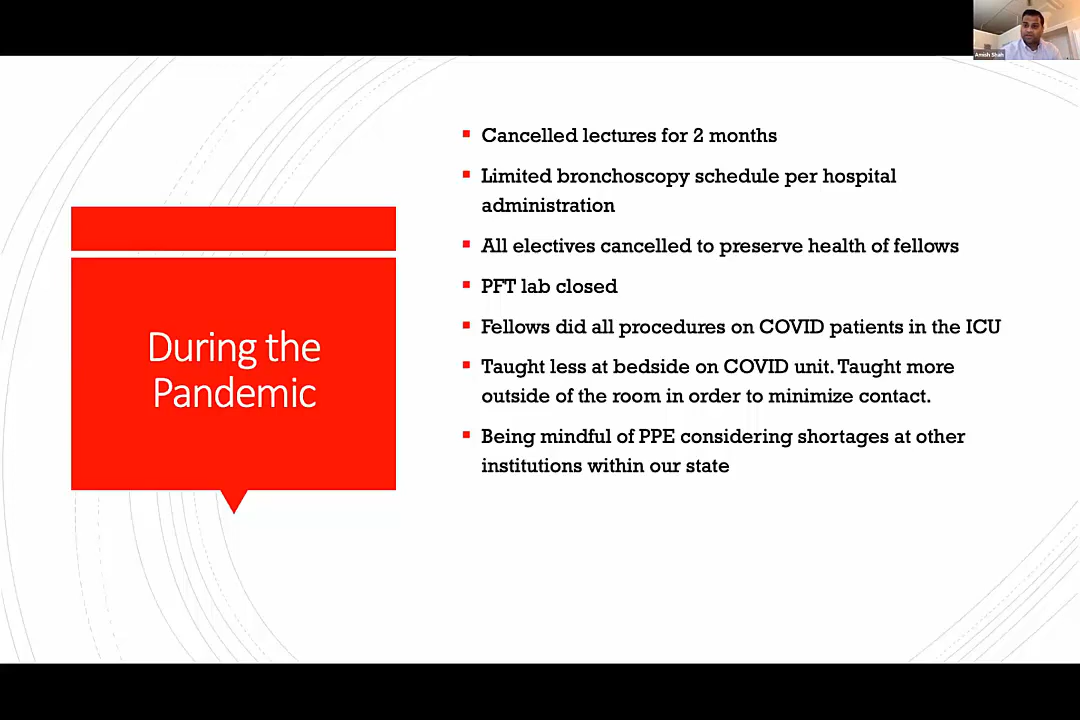 Amish Shah
During the
Pandemic
Cancelled lectures for 2 months
Limited bronchoscopy schedule per hospital
administration
All electives cancelled to preserve health of fellows
PFT lab closed
Fellows did all procedures on COVID patients in the ICU
Taught less at bedside on COVID unit. Taught more
outside of the room in order to minimize contact.
Being mindful of PPE considering shortages at other
institutions within our state